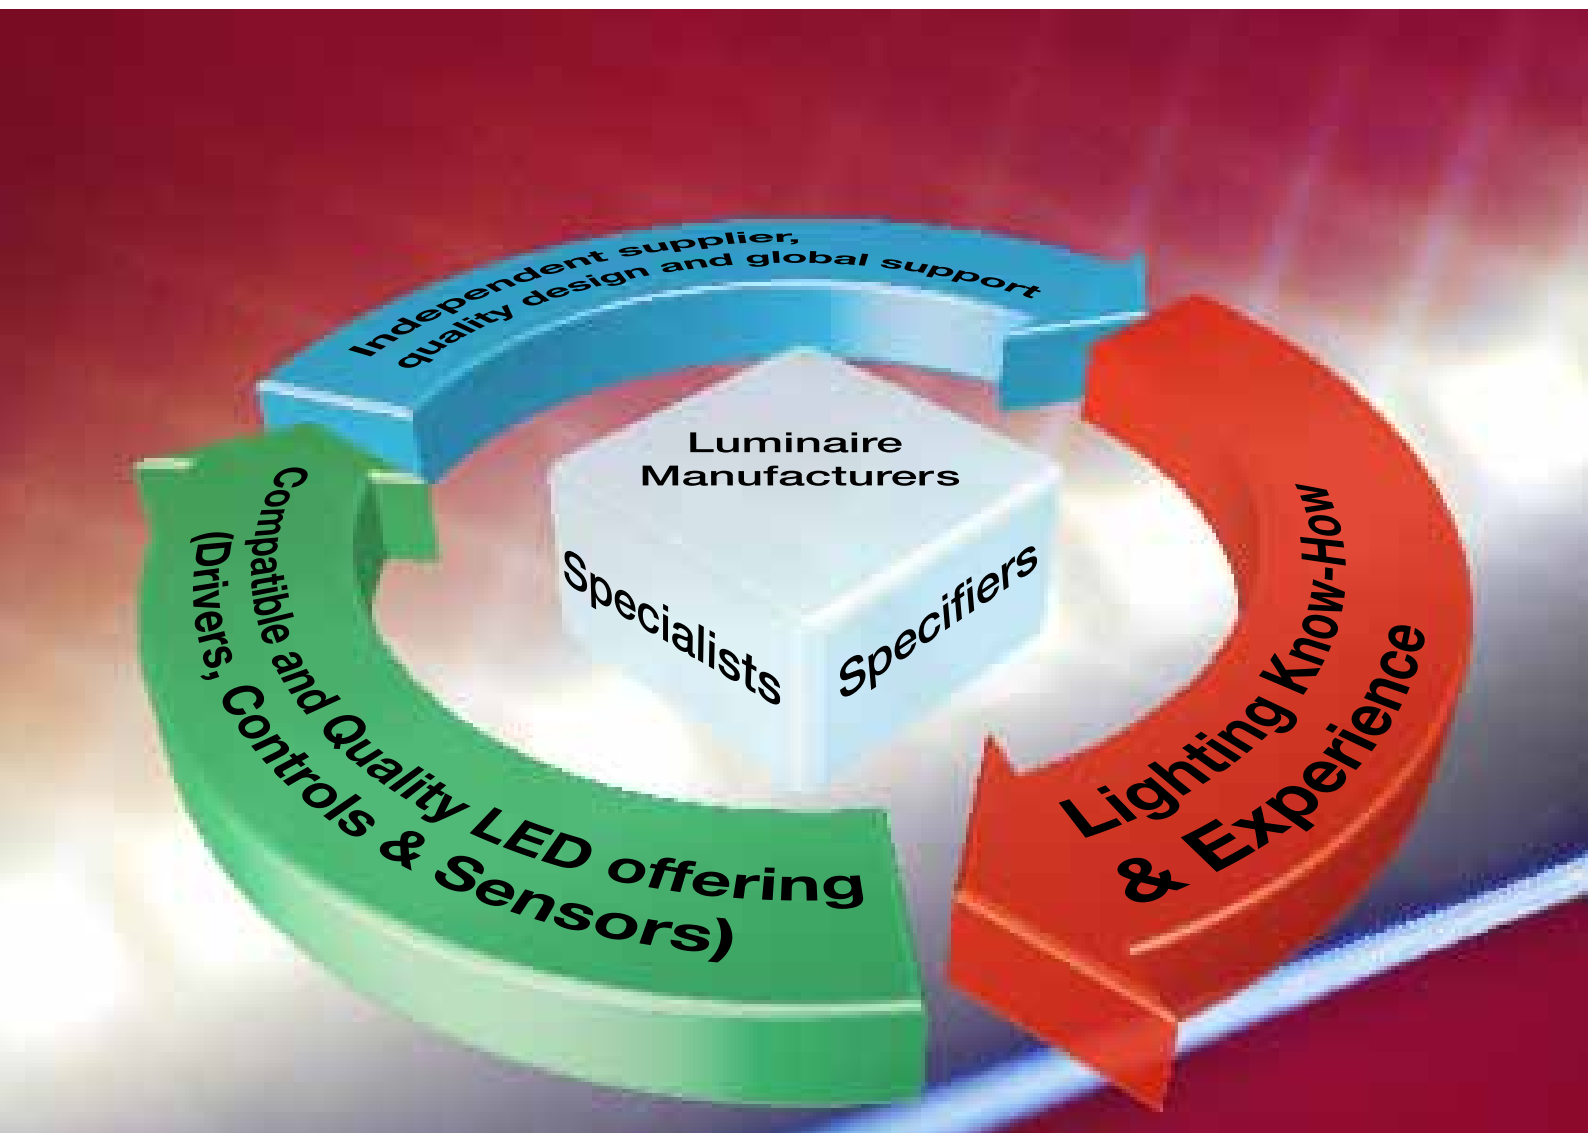 Independent supplier,
quality design and global support
Luminaire
Manufacturers
Specialists
Specifiers
Lighting Know-How
& Experience
Compatible and Quality LED offering
(Drivers, Controls & Sensors)